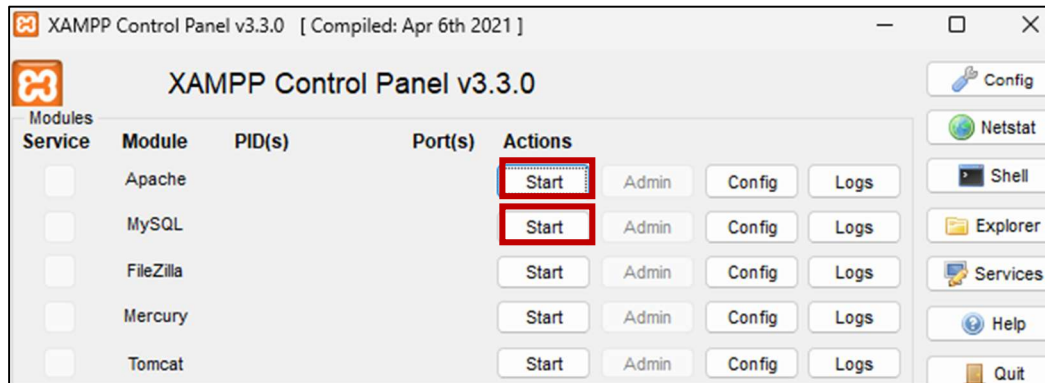 XAMPP Control Panel v3.3.0 [ Compiled: Apr 6th 2021 ]
XAMPP Control Panel v3.3.0
Config
Modules
Netstat
Service Module PID(s) Port(s) Actions
Apache Start Admin Config Logs
Shell
MySQL Start Admin Config Logs
Explorer
FileZilla Start Admin Config Logs
Services
Mercury Start Admin Config Logs
Help
Tomcat Start Admin Config Logs
Quit